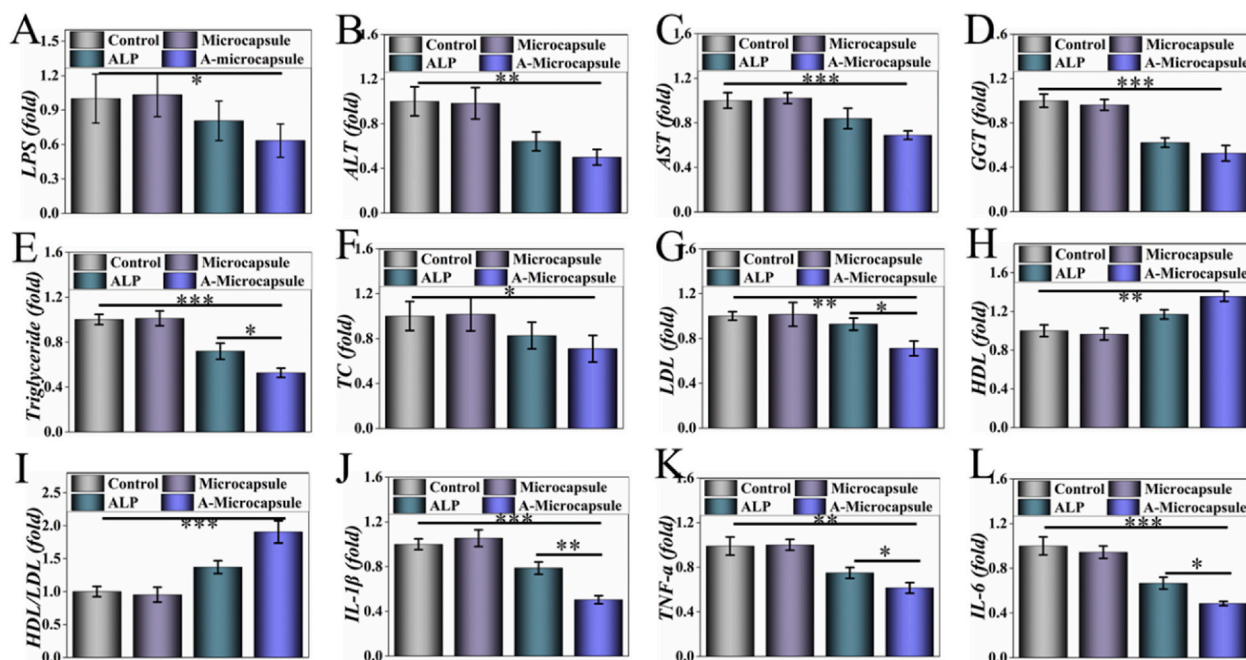 A
LPS (fold)
1.6
1.2
0.9
0.6
0.3
0.0
Control Microcapsule
ALP A-microcapsule
*
B
ALT (fold)
1.6
1.2
0.8
0.4
0.0
Control Microcapsule
ALP A-Microcapsule
**
C
AST (fold)
1.6
1.2
0.8
0.4
0.0
Control Microcapsule
ALP A-Microcapsule
***
D
GGT (fold)
1.6
1.2
0.8
0.4
0.0
Control Microcapsule
ALP A-Microcapsule
***
E
Triglyceride (fold)
1.6
1.2
0.8
0.4
0.0
Control Microcapsule
ALP A-Microcapsule
***
*
F
TC (fold)
1.6
1.2
0.8
0.4
0.0
Control Microcapsule
ALP A-Microcapsule
*
G
LDL (fold)
1.6
1.2
0.8
0.4
0.0
Control Microcapsule
ALP A-Microcapsule
**
*
H
HDL (fold)
1.6
1.2
0.8
0.4
0.0
Control Microcapsule
ALP A-Microcapsule
**
I
HDL/LDL (fold)
2.5
2.0
1.5
1.0
0.5
0.0
Control Microcapsule
ALP A-Microcapsule
***
J
IL-1β (fold)
1.6
1.2
0.8
0.4
0.0
Control Microcapsule
ALP A-Microcapsule
***
**
K
TNF-a (fold)
1.6
1.2
0.8
0.4
0.0
Control Microcapsule
ALP A-Microcapsule
**
*
L
IL-6 (fold)
1.6
1.2
0.8
0.4
0.0
Control Microcapsule
ALP A-Microcapsule
***
*